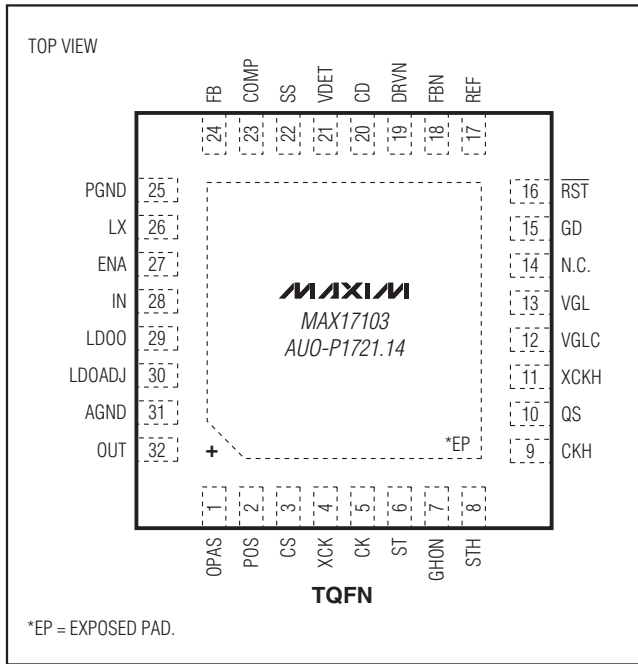 TOP VIEW
FB COMP SS VDET CD DRVN FBN REF
24 23 22 21 20 19 18 17
PGND 25
LX 26
ENA 27
IN 28
LDOO 29
LDOADJ 30
AGND 31
OUT 32
16 RST
15 GD
14 N.C.
13 VGL
12 VGLC
11 XCKH
10 QS
9 CKH
MAXIM
MAX17103
AUO-P1721.14
*EP
+
1 2 3 4 5 6 7 8
OPAS POS CS XCK CK ST GHON STH
TQFN
*EP = EXPOSED PAD.